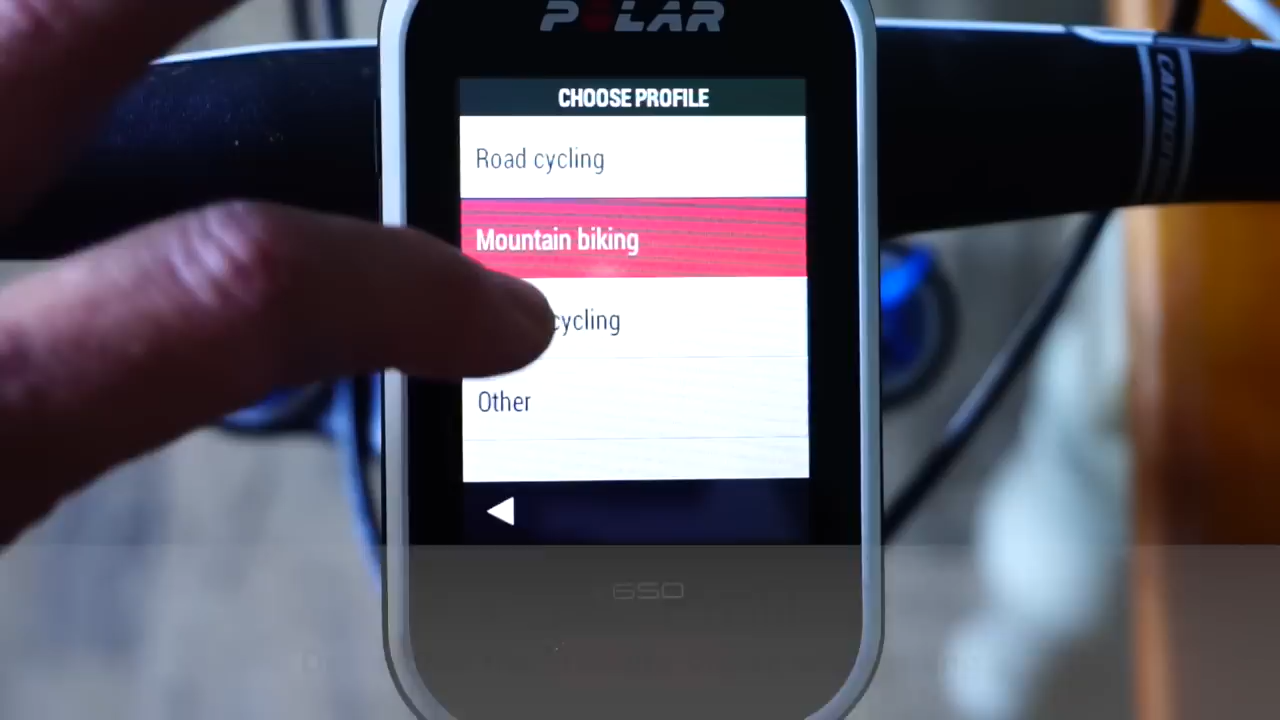 POLAR
CHOOSE PROFILE
Road cycling
Mountain biking
cycling
Other
650